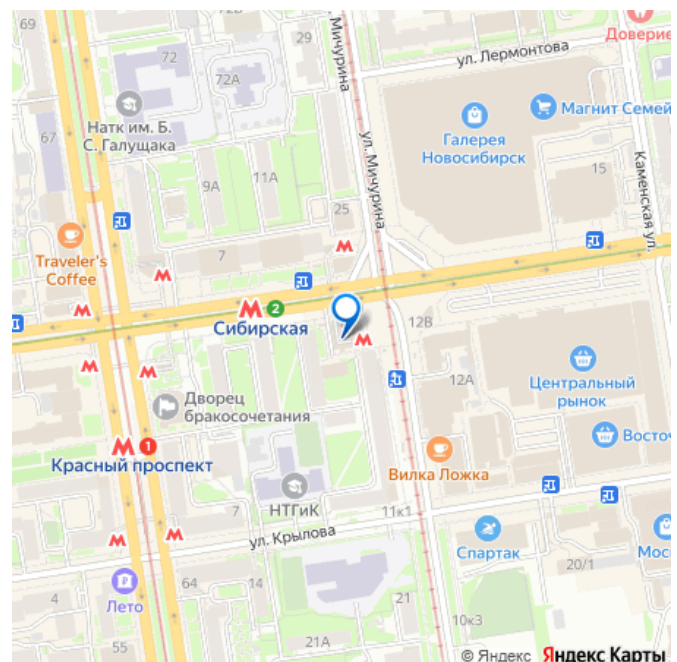 69
72
72A
29
ул. Мичурина
ул. Лермонтова
Доверие
Натк им. Б.
С. Галущака
67
9А
11А
ул. Мичурина
Галерея
Новосибирск
Магнит Семей
15
Каменская ул.
25
7
Traveler's
Coffee
2
Сибирская
12В
12А
Центральный
рынок
Дворец
бракосочетания
1
Красный проспект
Вилка Ложка
НТГиК
7
11к1
ул. Крылова
Спартак
20/1
4
Лето
64
14
21
10к3
55
21А
© Яндекс Яндекс Карты